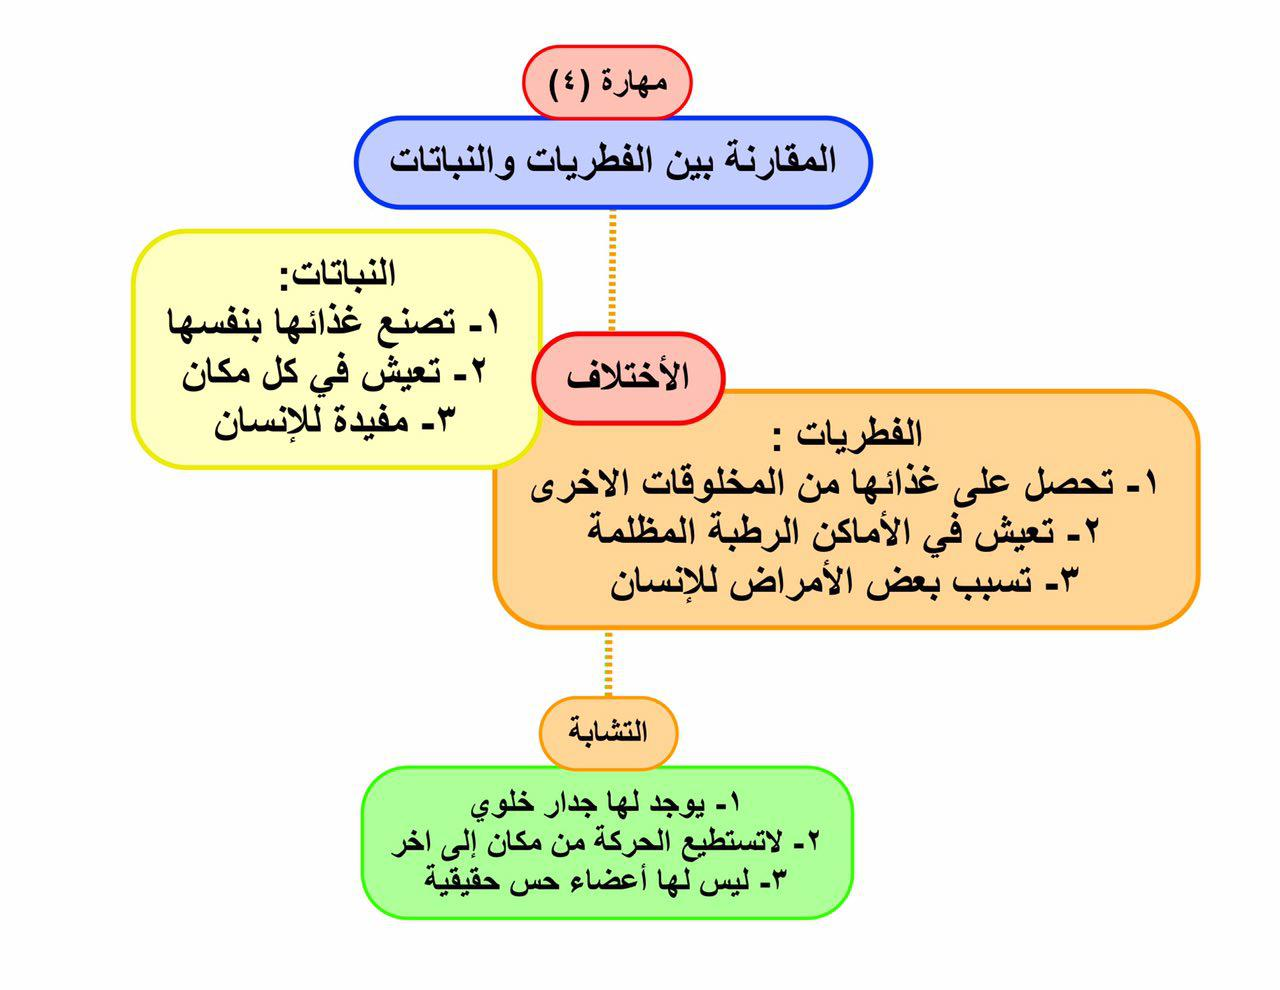 مهارة (٤)
المقارنة بين الفطريات والنباتات
النباتات:
١- تصنع غذائها بنفسها
٢- تعيش في كل مكان
٣- مفيدة للإنسان
الأختلاف
الفطريات :
١- تحصل على غذائها من المخلوقات الاخرى
٢- تعيش في الأماكن الرطبة المظلمة
٣- تسبب بعض الأمراض للإنسان
التشابة
١- يوجد لها جدار خلوي
٢- لاتستطيع الحركة من مكان إلى اخر
٣- ليس لها أعضاء حس حقيقية